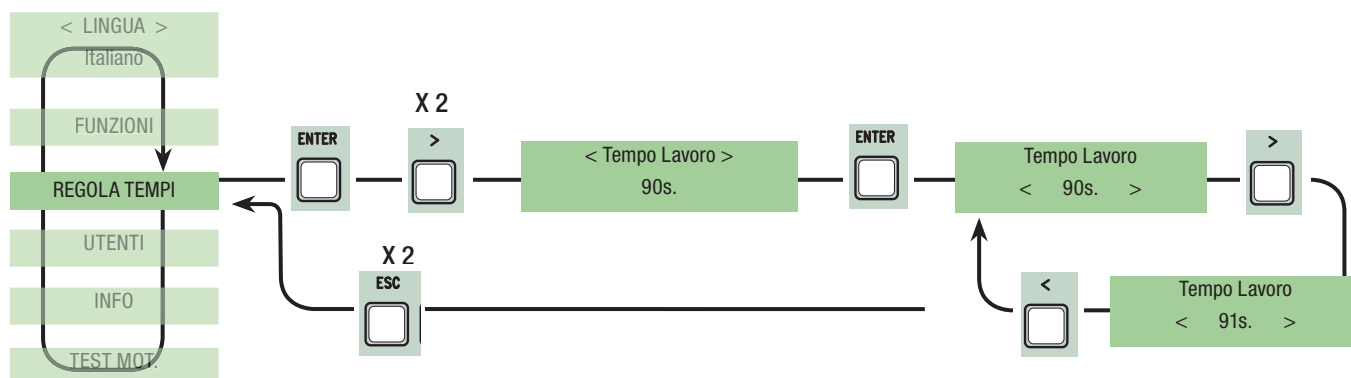 < LINGUA >
Italiano
FUNZIONI
REGOLA TEMPI
UTENTI
INFO
TEST MOT.
ENTER
X 2
>
< Tempo Lavoro >
90s.
ENTER
Tempo Lavoro
< 90s. >
>
Tempo Lavoro
< 91s. >
<
X 2
ESC